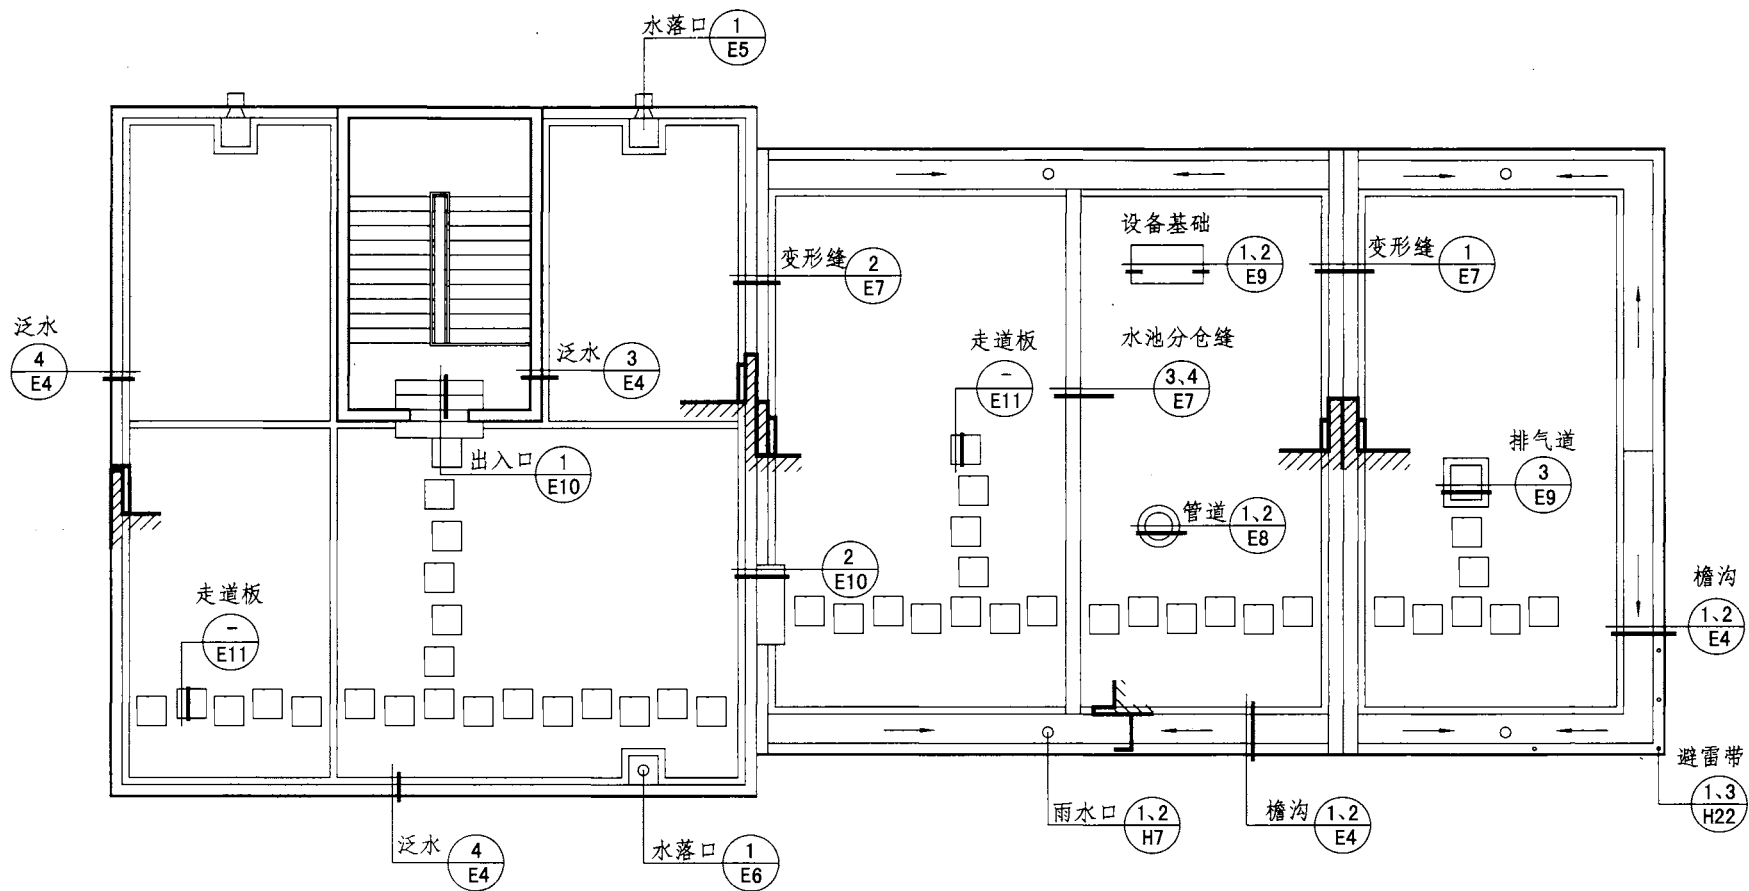 水落口 1
E5
设备基础 1、2
E9
变形缝 2
E7
变形缝 1
E7
泛水
4
E4
泛水 3
E4
走道板
–
E11
水池分仓缝
3、4
E7
出入口 1
E10
排气道
3
E9
管道 1、2
E8
2
E10
走道板
–
E11
檐沟
1、2
E4
避雷带
1、3
H22
雨水口 1、2
H7
檐沟 1、2
E4
泛水 4
E4
水落口 1
E6